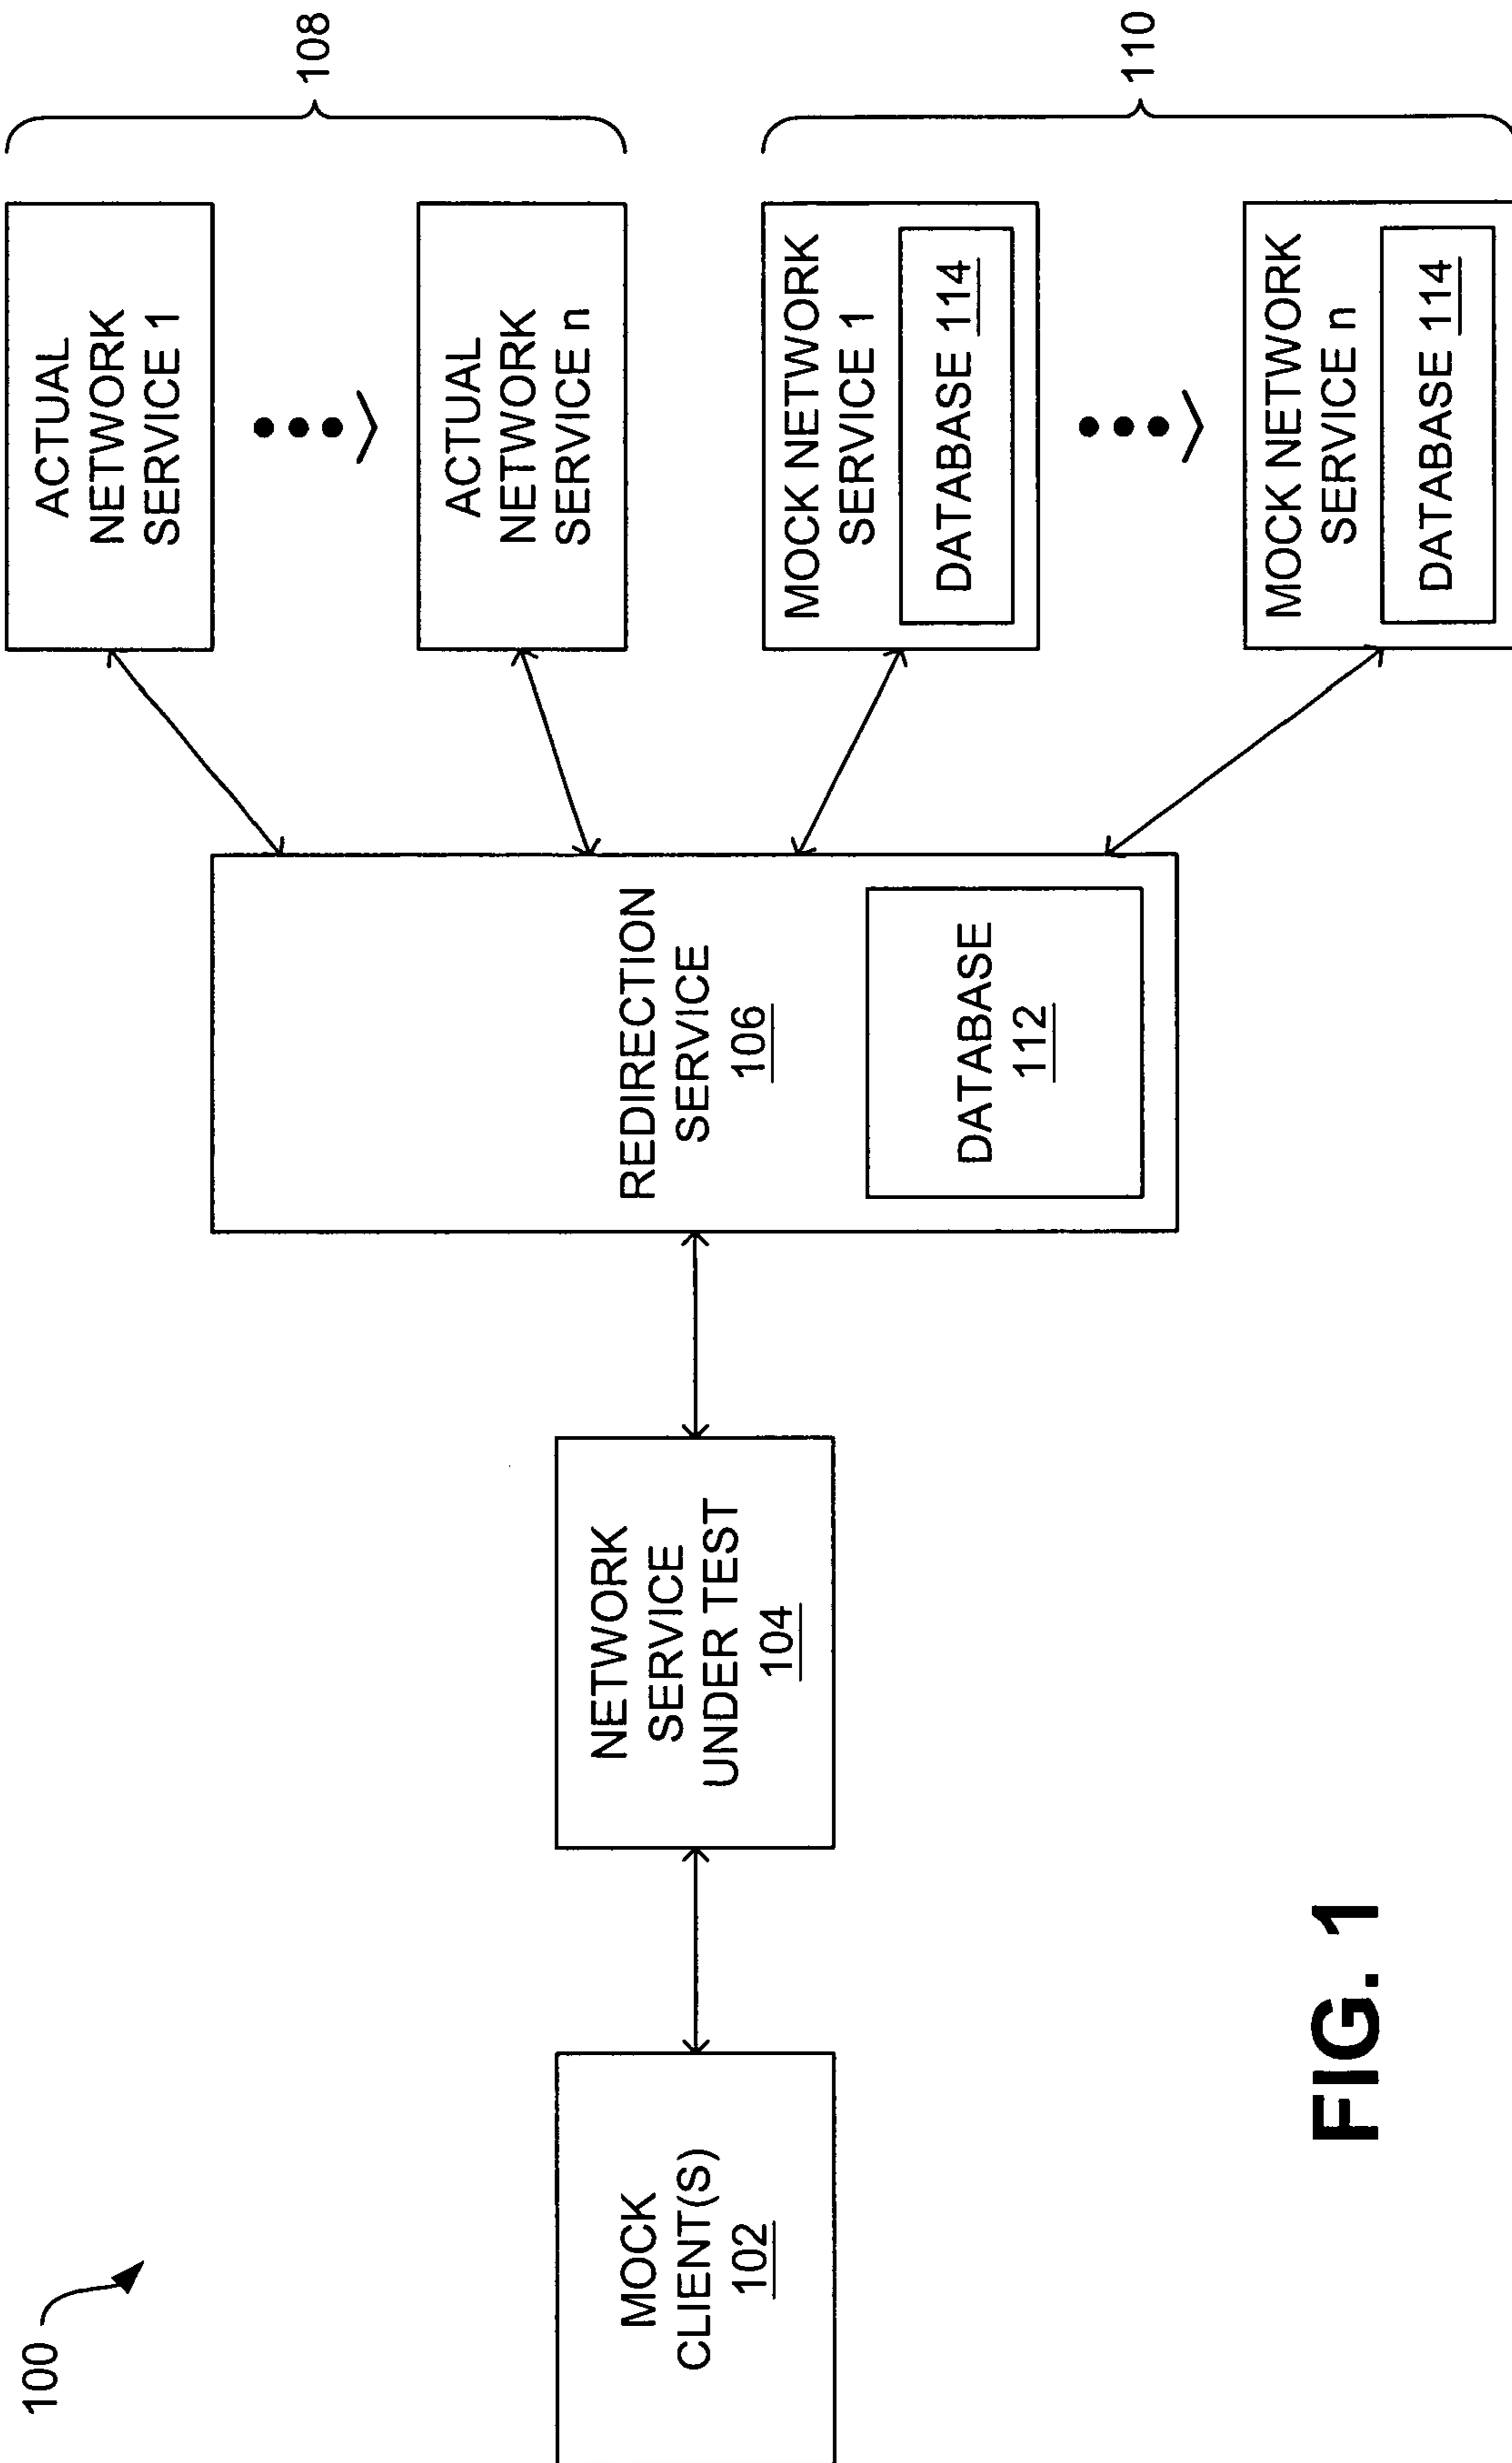 100
MOCK
CLIENT(S)
102
NETWORK
SERVICE
UNDER TEST
104
REDIRECTION
SERVICE
106
DATABASE
112
ACTUAL
NETWORK
SERVICE 1
ACTUAL
NETWORK
SERVICE n
108
MOCK NETWORK
SERVICE 1
DATABASE 114
MOCK NETWORK
SERVICE n
DATABASE 114
110
FIG. 1